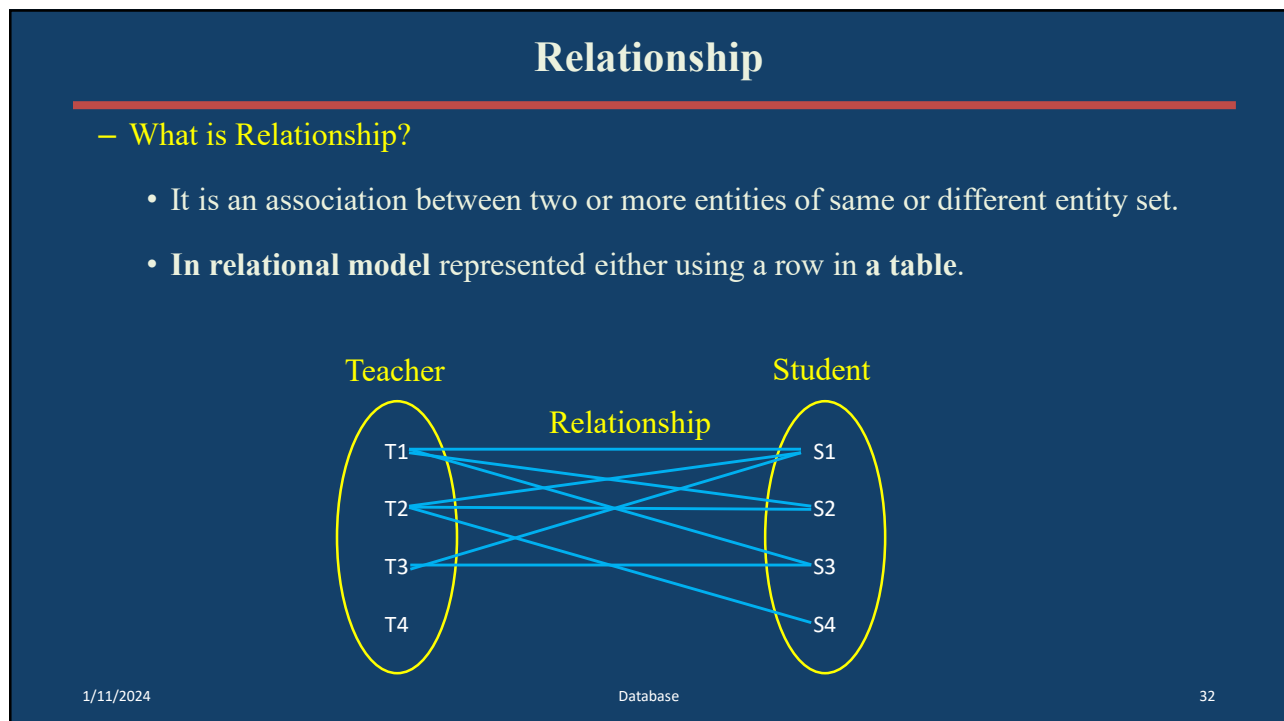 Relationship
– What is Relationship?
• It is an association between two or more entities of same or different entity set.
• In relational model represented either using a row in a table.
Teacher
Student
Relationship
T1
S1
T2
S2
T3
S3
T4
S4
1/11/2024
Database
32